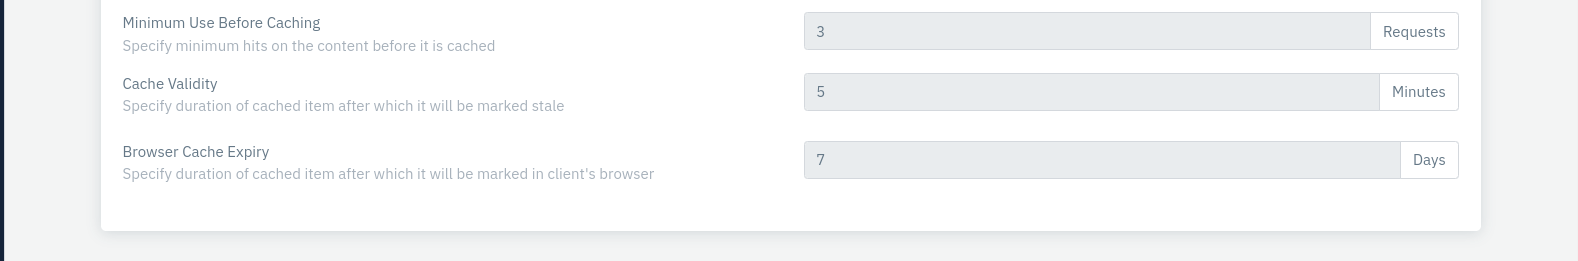 Minimum Use Before Caching
Specify minimum hits on the content before it is cached
3 Requests
Cache Validity
Specify duration of cached item after which it will be marked stale
5 Minutes
Browser Cache Expiry
Specify duration of cached item after which it will be marked in client's browser
7 Days